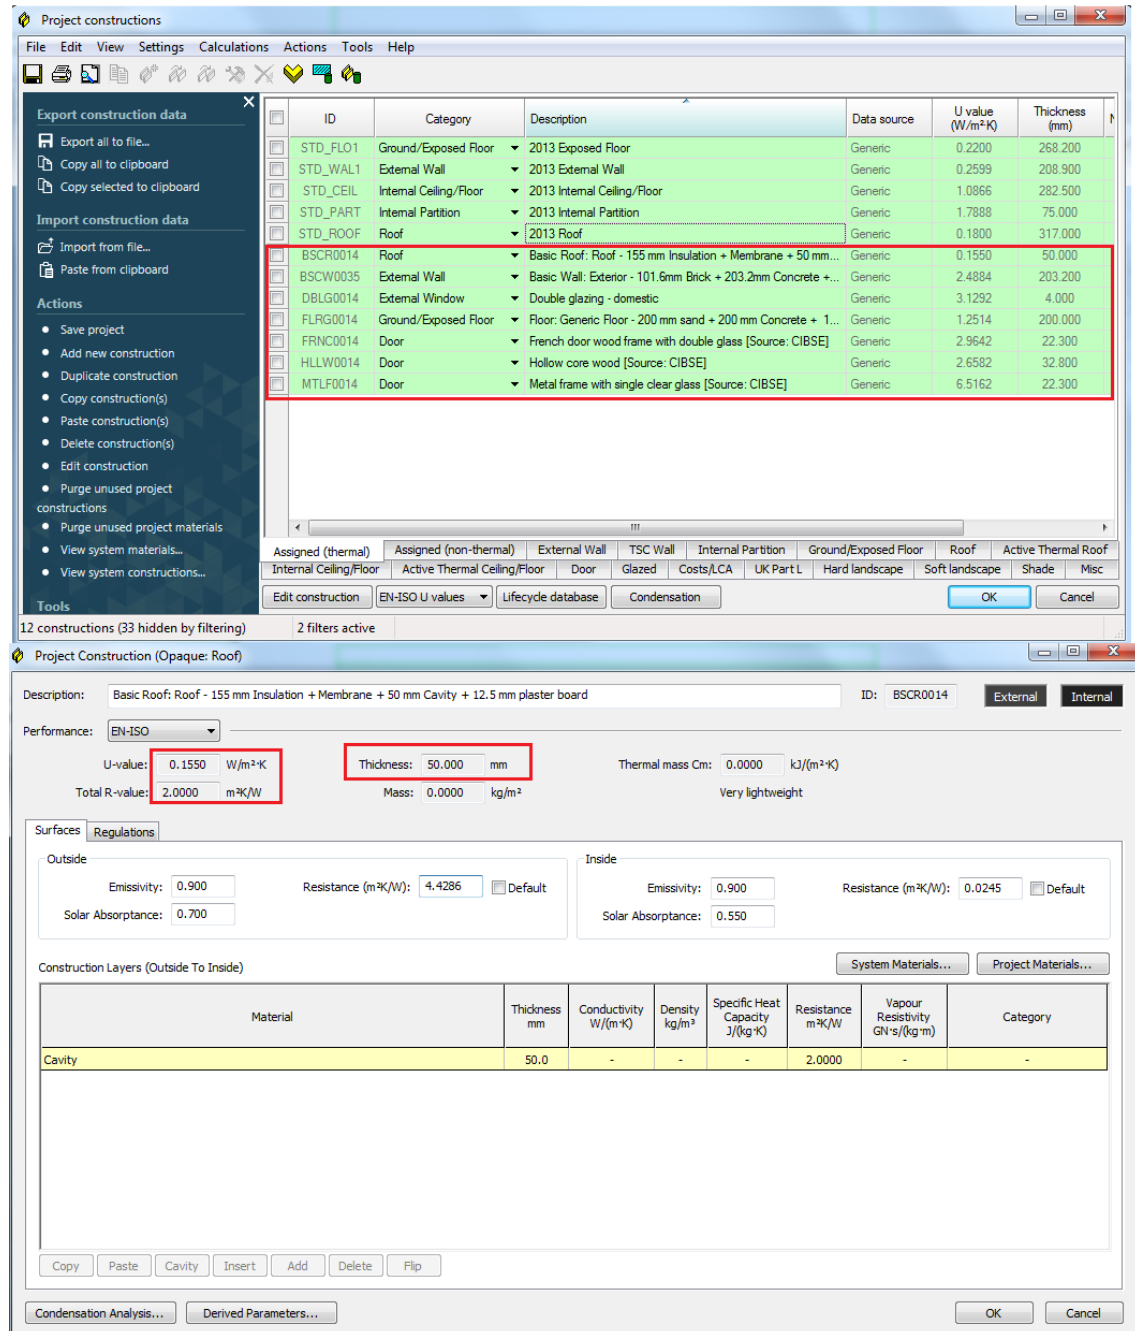 Project constructions
File Edit View Settings Calculations Actions Tools Help
Export construction data
Export all to file...
Copy all to clipboard
Copy selected to clipboard
Import construction data
Import from file...
Paste from clipboard
Actions
Save project
Add new construction
Duplicate construction
Copy construction(s)
Paste construction(s)
Delete construction(s)
Edit construction
Purge unused project
constructions
Purge unused project materials
View system materials...
View system constructions...
Tools
ID Category Description Data source U value (W/m²·K) Thickness (mm)
STD_FLO1 Ground/Exposed Floor 2013 Exposed Floor Generic 0.2200 268.200
STD_WAL1 External Wall 2013 External Wall Generic 0.2599 208.900
STD_CEIL Internal Ceiling/Floor 2013 Internal Ceiling/Floor Generic 1.0866 282.500
STD_PART Internal Partition 2013 Internal Partition Generic 1.7888 75.000
STD_ROOF Roof 2013 Roof Generic 0.1800 317.000
BSCR0014 Roof Basic Roof: Roof - 155 mm Insulation + Membrane + 50 mm... Generic 0.1550 50.000
BSCW0035 External Wall Basic Wall: Exterior - 101.6mm Brick + 203.2mm Concrete +... Generic 2.4884 203.200
DBLG0014 External Window Double glazing - domestic Generic 3.1292 4.000
FLRG0014 Ground/Exposed Floor Floor: Generic Floor - 200 mm sand + 200 mm Concrete + 1... Generic 1.2514 200.000
FRNC0014 Door French door wood frame with double glass [Source: CIBSE] Generic 2.9642 22.300
HLLW0014 Door Hollow core wood [Source: CIBSE] Generic 2.6582 32.800
MTLF0014 Door Metal frame with single clear glass [Source: CIBSE] Generic 6.5162 22.300
Assigned (thermal) Assigned (non-thermal) External Wall TSC Wall Internal Partition Ground/Exposed Floor Roof Active Thermal Roof
Internal Ceiling/Floor Active Thermal Ceiling/Floor Door Glazed Costs/LCA UK Part L Hard landscape Soft landscape Shade Misc
Edit construction EN-ISO U values Lifecycle database Condensation OK Cancel
12 constructions (33 hidden by filtering) 2 filters active
Project Construction (Opaque: Roof)
Description: Basic Roof: Roof - 155 mm Insulation + Membrane + 50 mm Cavity + 12.5 mm plaster board ID: BSCR0014 External Internal
Performance: EN-ISO
U-value: 0.1550 W/m²·K Thickness: 50.000 mm Thermal mass Cm: 0.0000 kJ/(m²·K)
Total R-value: 2.0000 m²K/W Mass: 0.0000 kg/m² Very lightweight
Surfaces Regulations
Outside Inside
Emissivity: 0.900 Resistance (m²K/W): 4.4286 Default Emissivity: 0.900 Resistance (m²K/W): 0.0245 Default
Solar Absorptance: 0.700 Solar Absorptance: 0.550
Construction Layers (Outside To Inside) System Materials... Project Materials...
Material Thickness mm Conductivity W/(m·K) Density kg/m³ Specific Heat Capacity J/(kg·K) Resistance m²K/W Vapour Resistivity GN·s/(kg·m) Category
Cavity 50.0 - - - 2.0000 - -
Copy Paste Cavity Insert Add Delete Flip
Condensation Analysis... Derived Parameters... OK Cancel